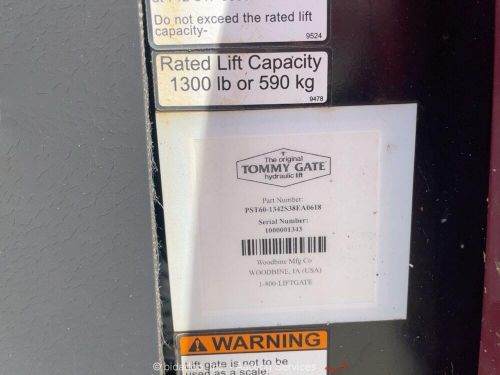 Do not exceed the rated lift
capacity-
9524
Rated Lift Capacity
1300 lb or 590 kg
9478
The original
TOMMY GATE
hydraulic lift
Part Number:
PST60-1342S38EA0618
Serial Number:
1000001343
Woodbine Mfg Co
WOODBINE, IA (USA)
1-800-LIFTGATE
WARNING
Lift gate is not to be
used as a scale.